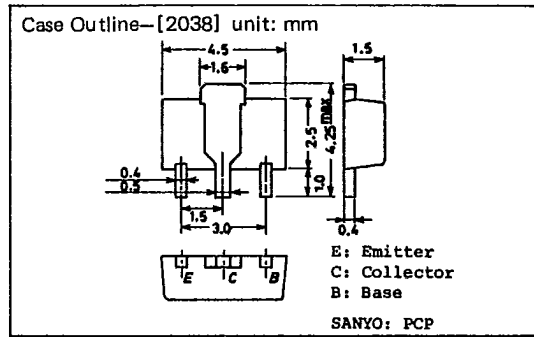 Case Outline–[2038] unit: mm
4.5
1.6
1.5
2.5
4.25max
1.0
0.4
0.5
1.5
3.0
0.4
E C B
E: Emitter
C: Collector
B: Base
SANYO: PCP